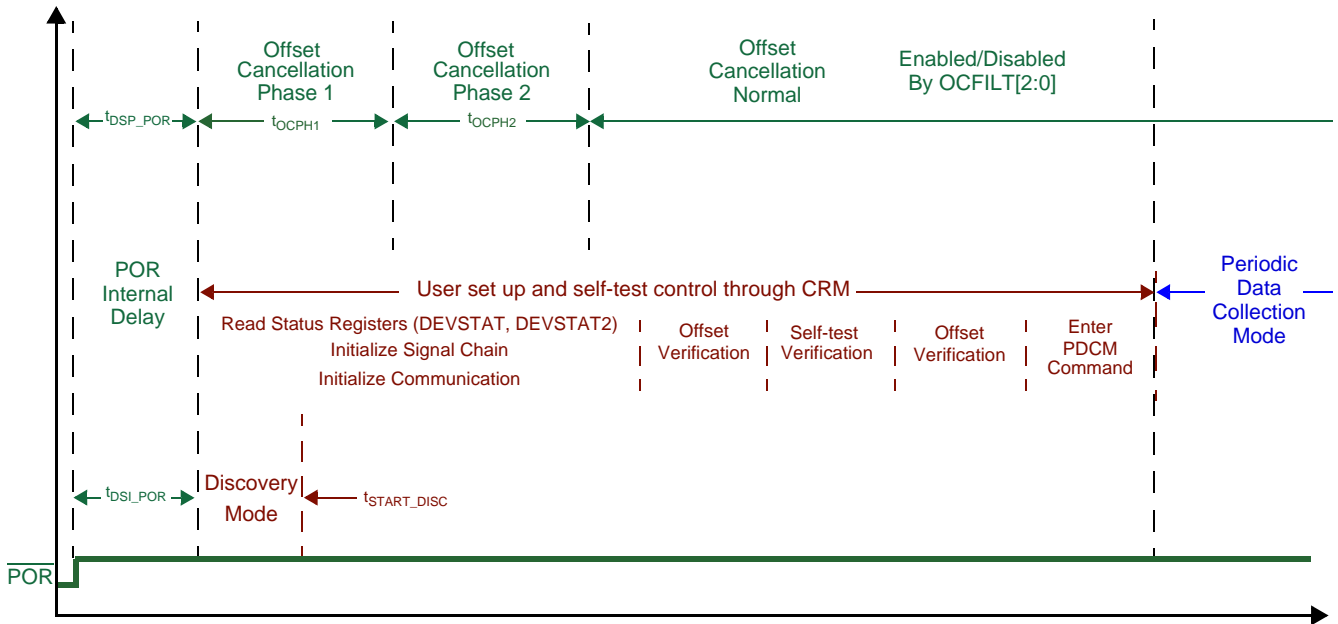 Offset
Cancellation
Phase 1
Offset
Cancellation
Phase 2
Offset
Cancellation
Normal
Enabled/Disabled
By OCFILT[2:0]
tDSP_POR
tOCPH1
tOCPH2
POR
Internal
Delay
User set up and self-test control through CRM
Periodic
Data
Collection
Mode
Read Status Registers (DEVSTAT, DEVSTAT2)
Initialize Signal Chain
Initialize Communication
Offset
Verification
Self-test
Verification
Offset
Verification
Enter
PDCM
Command
tDSI_POR
Discovery
Mode
tSTART_DISC
POR